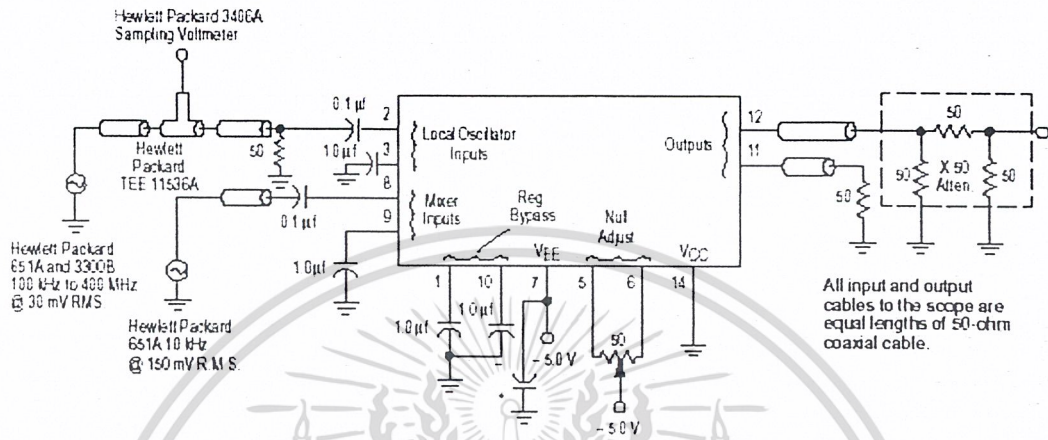 Hewlett Packard 3406A
Sampling Voltmeter
0.1 µf
2
50
1.0 µf
3
Local Oscillator
Inputs
Hewlett
Packard
TEE 11536A
8
0.1 µf
Mixer
Inputs
9
1.0 µf
Hewlett Packard
651A and 3300B
100 kHz to 400 MHz
@ 30 mV RMS
Hewlett Packard
651A 10 kHz
@ 150 mV R.M.S.
Reg
Bypass
VEE
Null
Adjust
VCC
Outputs
12
11
1
10
7
5
6
14
1.0 µf
1.0 µf
50
– 5.0 V
– 5.0 V
50
50
50
X 50
Atten.
50
All input and output
cables to the scope are
equal lengths of 50-ohm
coaxial cable.